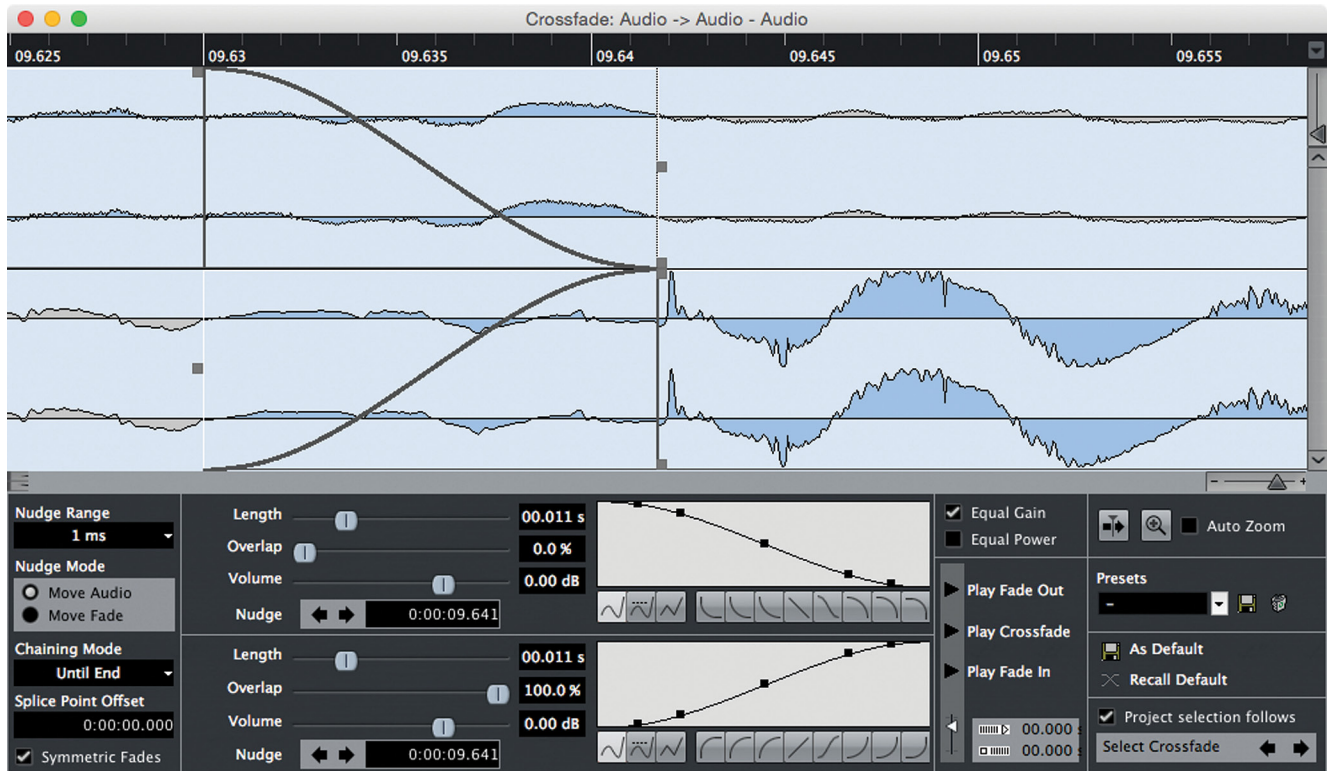 Crossfade: Audio -> Audio - Audio
09.625 09.63 09.635 09.64 09.645 09.65 09.655
- +
Nudge Range
1 ms
Nudge Mode
Move Audio
Move Fade
Chaining Mode
Until End
Splice Point Offset
0:00:00.000
Symmetric Fades
Length 00.011 s
Overlap 0.0 %
Volume 0.00 dB
Nudge 0:00:09.641
Length 00.011 s
Overlap 100.0 %
Volume 0.00 dB
Nudge 0:00:09.641
Equal Gain
Equal Power
Play Fade Out
Play Crossfade
Play Fade In
00.000 s
00.000 s
Auto Zoom
Presets
-
As Default
Recall Default
Project selection follows
Select Crossfade